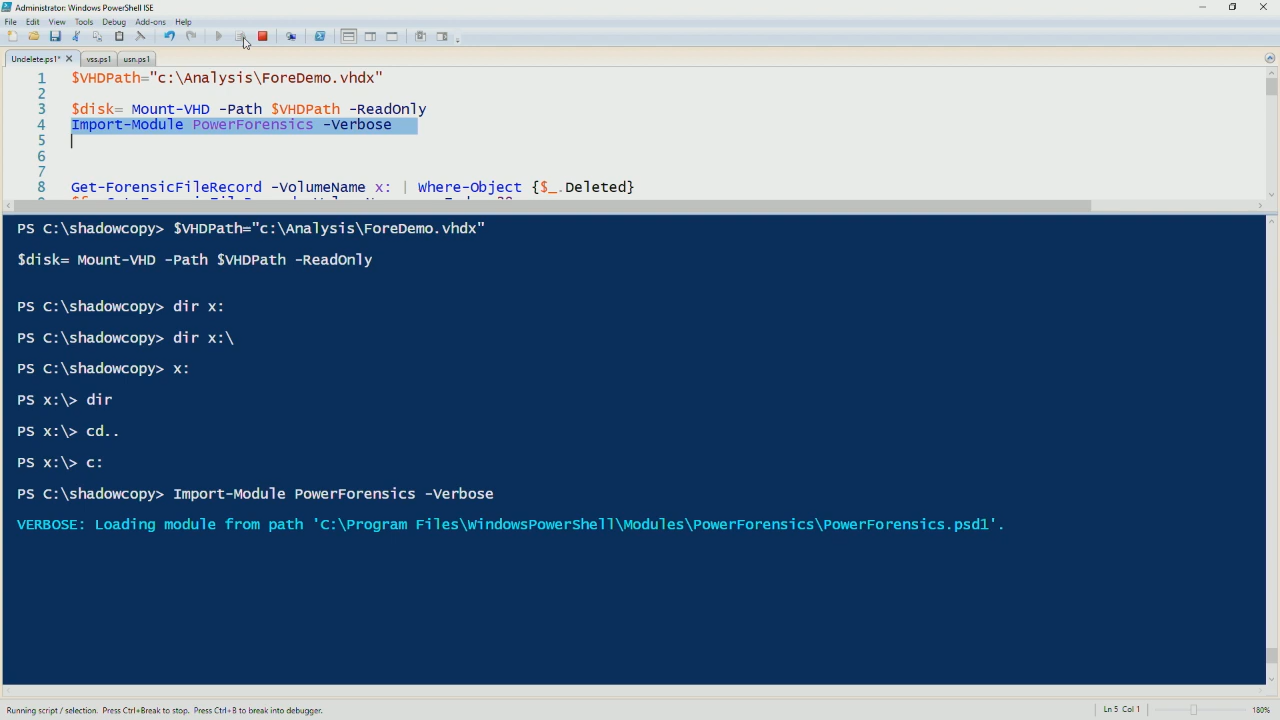 Administrator: Windows PowerShell ISE
File Edit View Tools Debug Add-ons Help
Undelete.ps1* vss.ps1 usn.ps1
1 $VHDPath="c:\Analysis\ForeDemo.vhdx"
2
3 $disk= Mount-VHD -Path $VHDPath -ReadOnly
4 Import-Module PowerForensics -Verbose
5
6
7
8 Get-ForensicFileRecord -VolumeName x: | Where-Object {$_.Deleted}
PS C:\shadowcopy> $VHDPath="c:\Analysis\ForeDemo.vhdx"
$disk= Mount-VHD -Path $VHDPath -ReadOnly
PS C:\shadowcopy> dir x:
PS C:\shadowcopy> dir x:\
PS C:\shadowcopy> x:
PS x:\> dir
PS x:\> cd..
PS x:\> c:
PS C:\shadowcopy> Import-Module PowerForensics -Verbose
VERBOSE: Loading module from path 'C:\Program Files\WindowsPowerShell\Modules\PowerForensics\PowerForensics.psd1'.
Running script / selection. Press Ctrl+Break to stop. Press Ctrl+B to break into debugger.
Ln 5 Col 1
180%